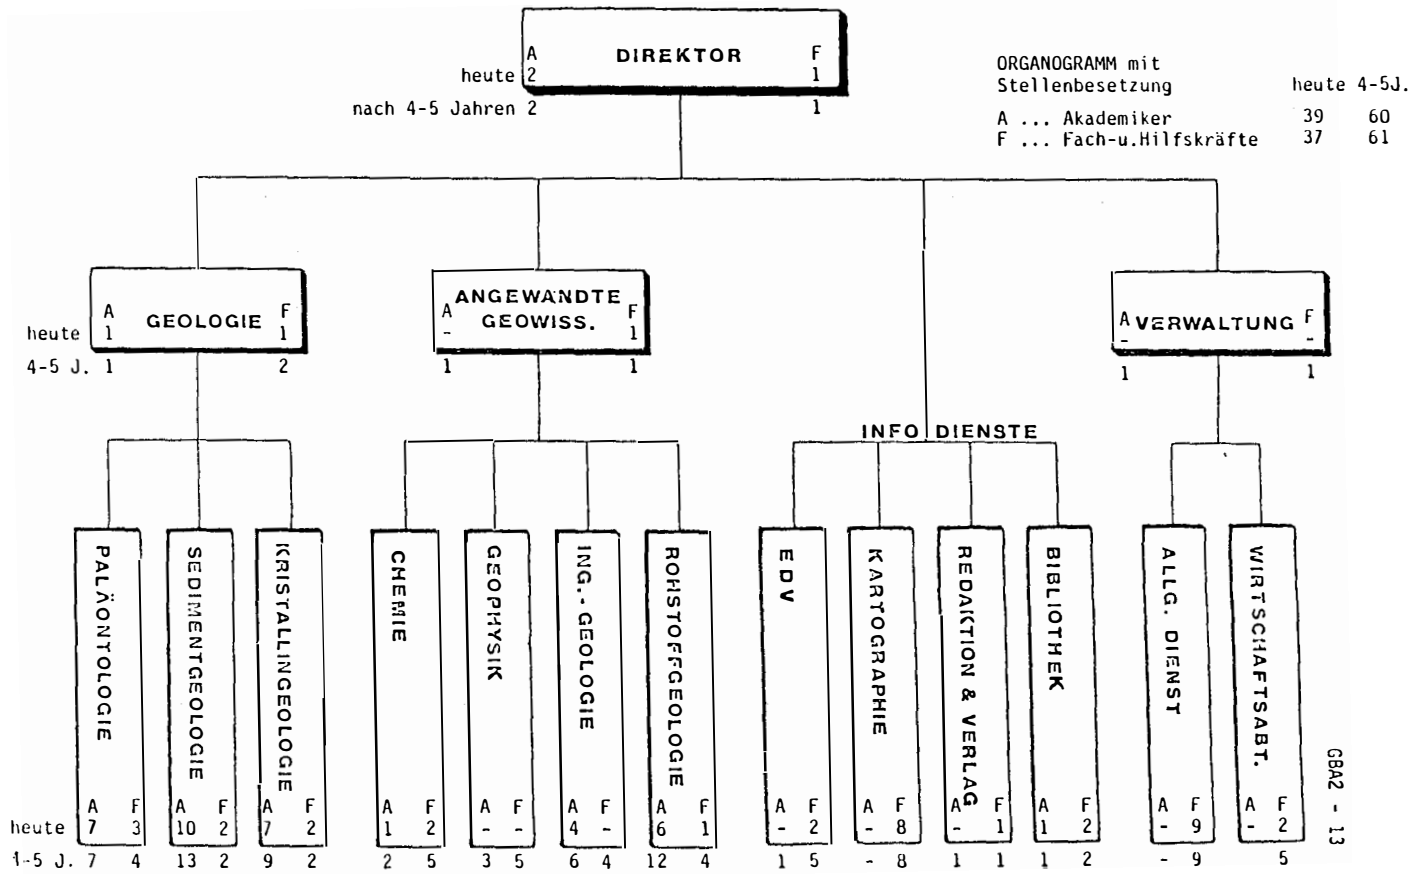 A DIREKTOR F
heute 2 1
nach 4-5 Jahren 2 1
ORGANOGRAMM mit
Stellenbesetzung heute 4-5J.
A ... Akademiker 39 60
F ... Fach-u.Hilfskräfte 37 61
A GEOLOGIE F
heute 1 1
4-5 J. 1 2
ANGEWANDTE
A GEOWISS. F
- 1
1 1
A VERWALTUNG F
- -
1 1
INFO DIENSTE
PALÄONTOLOGIE
SEDIMENTGEOLOGIE
KRISTALLINGEOLOGIE
CHEMIE
GEOPHYSIK
ING.-GEOLOGIE
ROHSTOFFGEOLOGIE
EDV
KARTOGRAPHIE
REDAKTION & VERLAG
BIBLIOTHEK
ALLG. DIENST
WIRTSCHAFTSABT.
A F A F A F A F A F A F A F A F A F A F A F A F A F
heute 7 3 10 2 7 2 1 2 - - 4 - 6 1 - 2 - 8 - 1 1 2 - 9 - 2
4-5 J. 7 4 13 2 9 2 2 5 3 5 6 4 12 4 1 5 - 8 1 1 1 2 - 9 5
GBA2 - 13